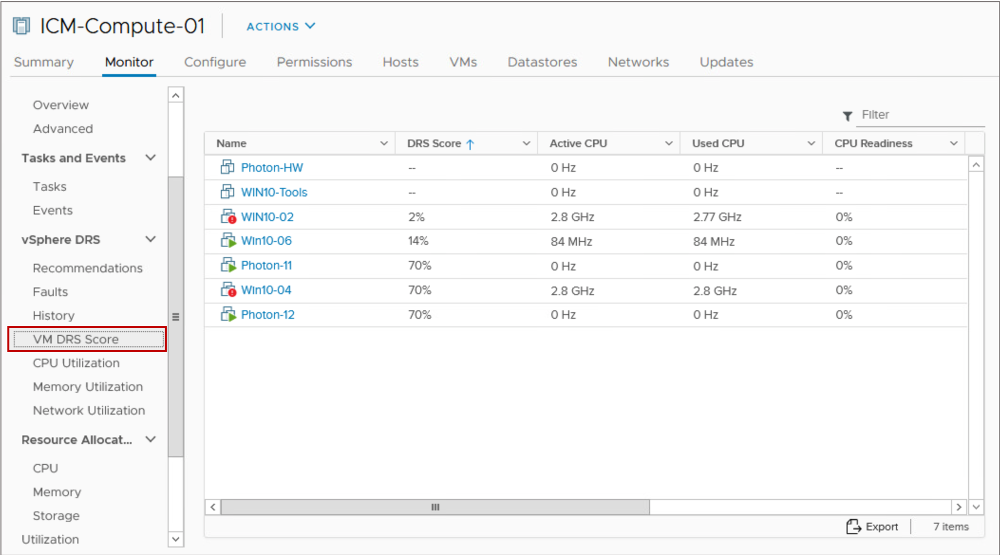 ICM-Compute-01 ACTIONS
Summary Monitor Configure Permissions Hosts VMs Datastores Networks Updates
Overview
Advanced
Tasks and Events
Tasks
Events
vSphere DRS
Recommendations
Faults
History
VM DRS Score
CPU Utilization
Memory Utilization
Network Utilization
Resource Allocat...
CPU
Memory
Storage
Utilization
Filter
Name DRS Score Active CPU Used CPU CPU Readiness
Photon-HW -- 0 Hz 0 Hz --
WIN10-Tools -- 0 Hz 0 Hz --
WIN10-02 2% 2.8 GHz 2.77 GHz 0%
Win10-06 14% 84 MHz 84 MHz 0%
Photon-11 70% 0 Hz 0 Hz 0%
Win10-04 70% 2.8 GHz 2.8 GHz 0%
Photon-12 70% 0 Hz 0 Hz 0%
Export 7 items